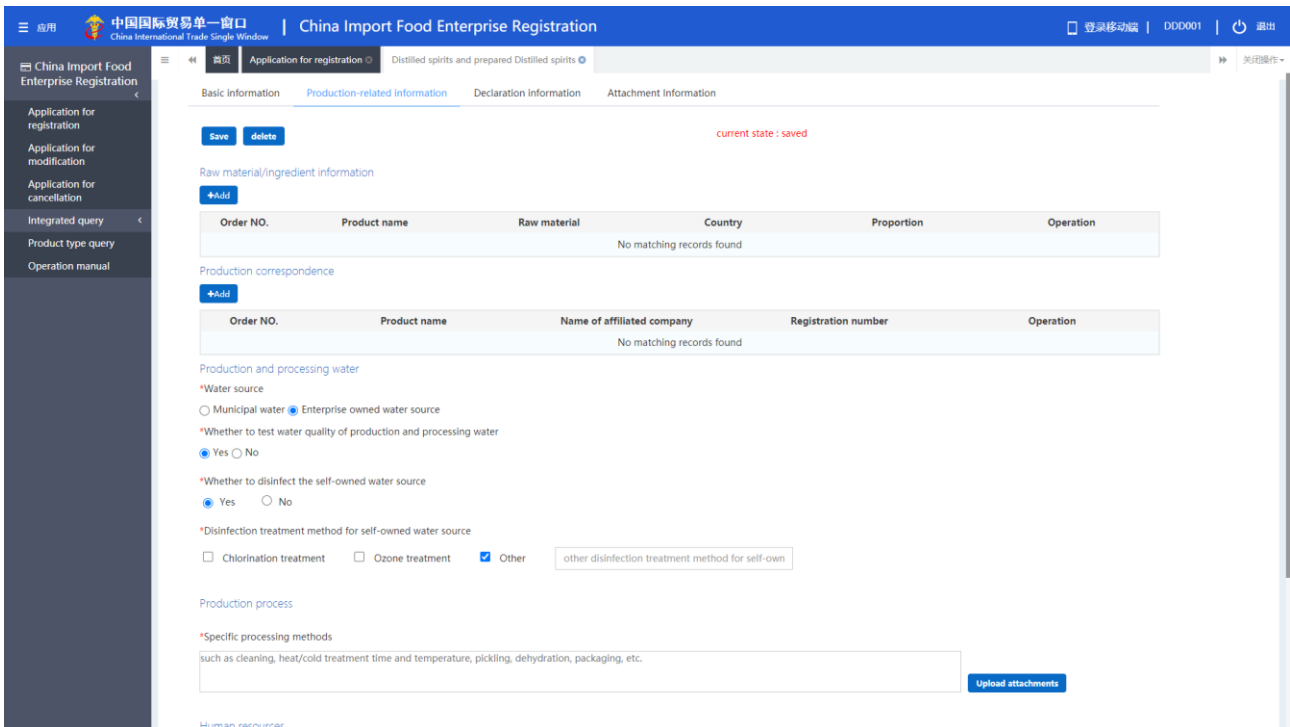 应用
中国国际贸易单一窗口
China International Trade Single Window
China Import Food Enterprise Registration
登录移动端
DDD001
退出
China Import Food
Enterprise Registration
Application for
registration
Application for
modification
Application for
cancellation
Integrated query
Product type query
Operation manual
首页
Application for registration
Distilled spirits and prepared Distilled spirits
关闭操作
Basic information
Production-related information
Declaration information
Attachment Information
Save
delete
current state : saved
Raw material/ingredient information
+Add
Order NO. Product name Raw material Country Proportion Operation
No matching records found
Production correspondence
+Add
Order NO. Product name Name of affiliated company Registration number Operation
No matching records found
Production and processing water
*Water source
Municipal water Enterprise owned water source
*Whether to test water quality of production and processing water
Yes No
*Whether to disinfect the self-owned water source
Yes No
*Disinfection treatment method for self-owned water source
Chlorination treatment Ozone treatment Other other disinfection treatment method for self-own
Production process
*Specific processing methods
such as cleaning, heat/cold treatment time and temperature, pickling, dehydration, packaging, etc.
Upload attachments
Human resources